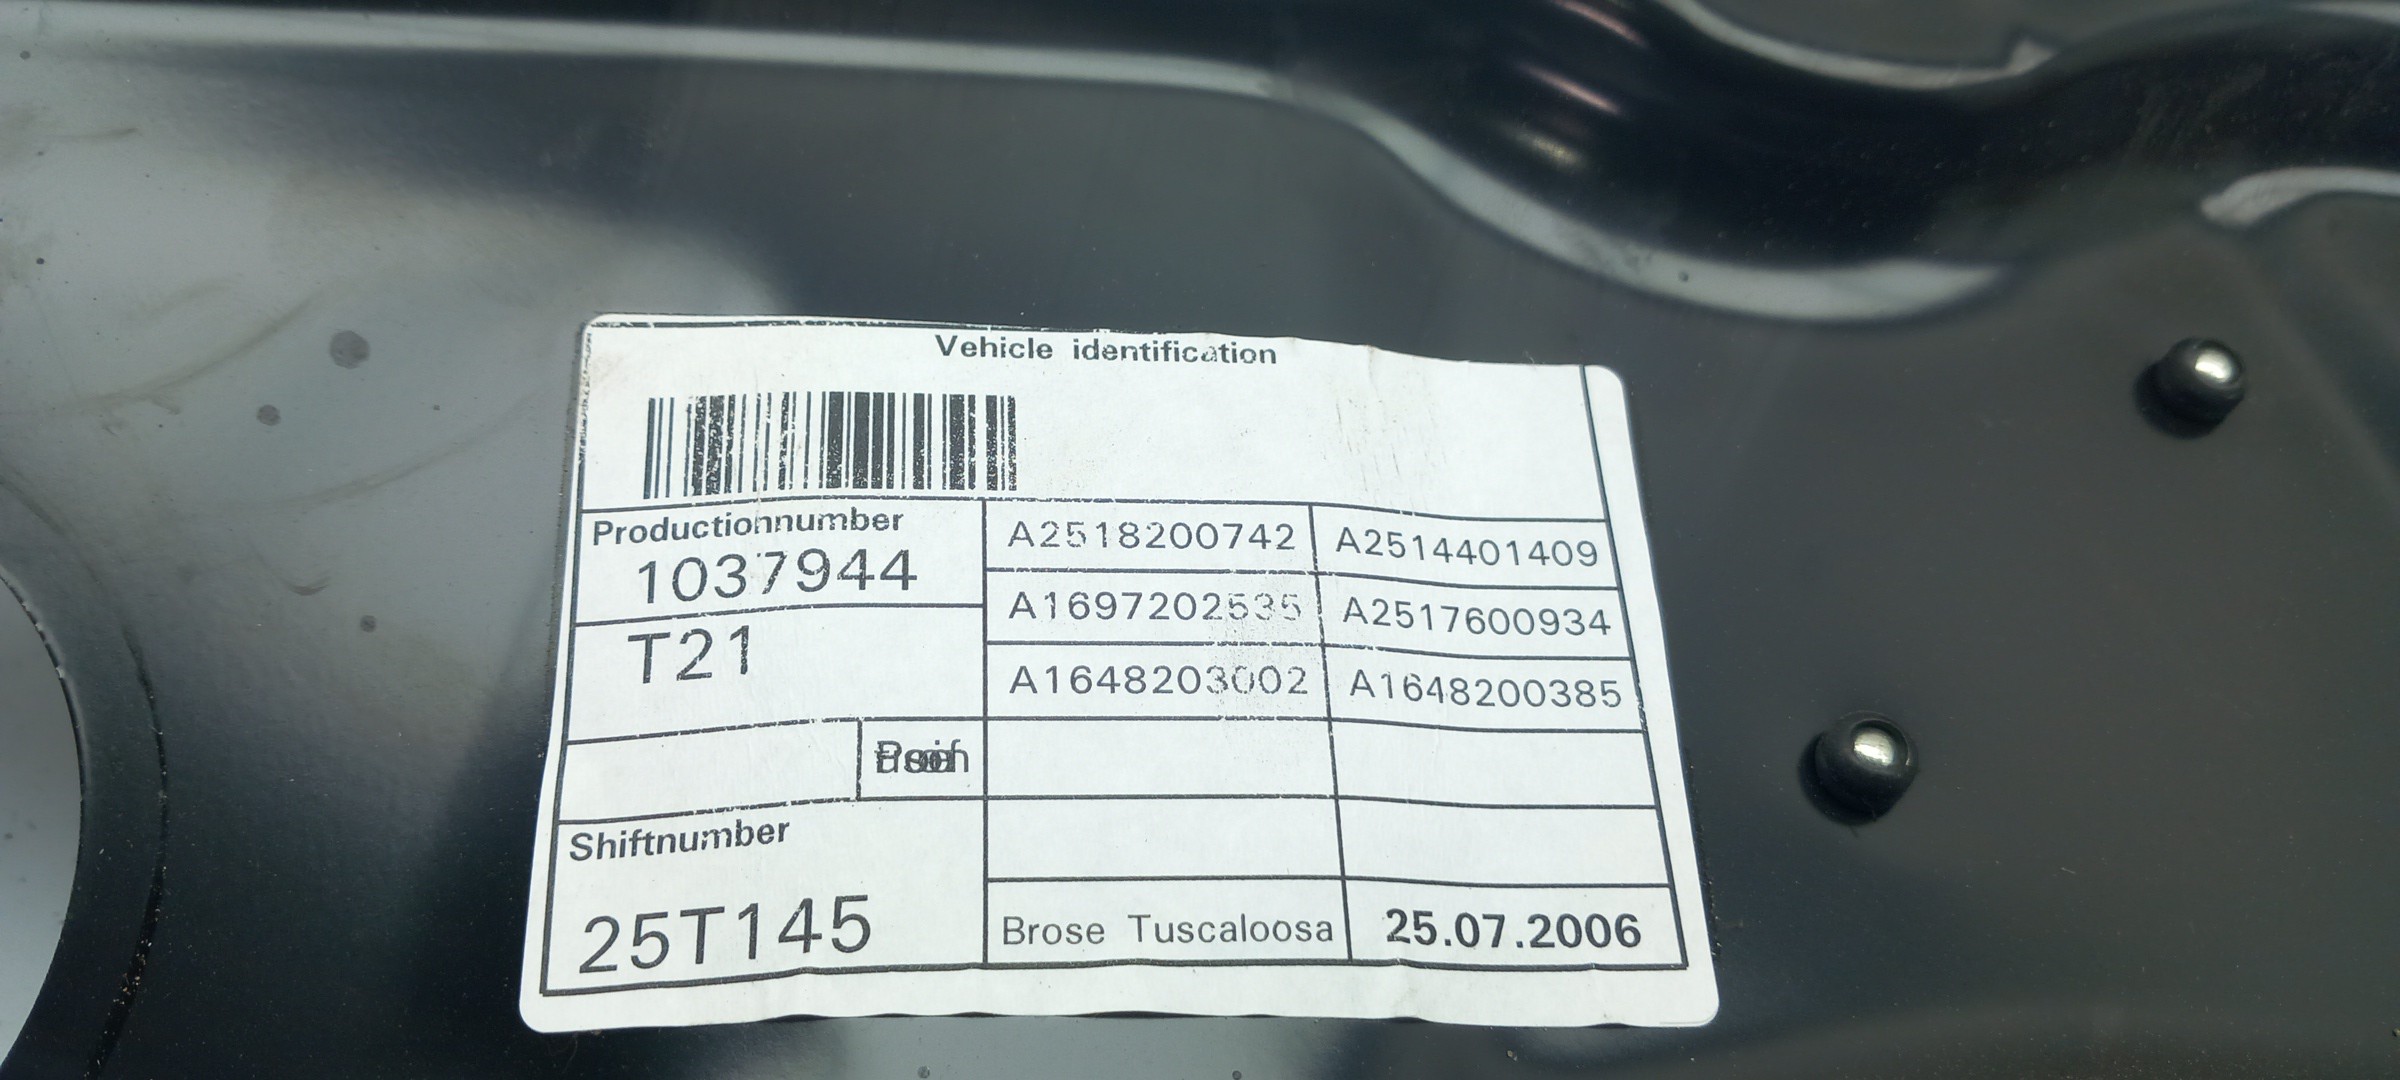 Vehicle identification
Productionnumber
1037944
A2518200742 A2514401409
A1697202535 A2517600934
T21
A1648203002 A1648200385
Shiftnumber
25T145
Brose Tuscaloosa 25.07.2006